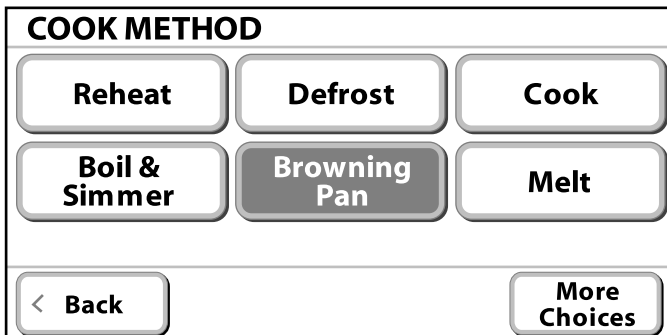 COOK METHOD
Reheat
Defrost
Cook
Boil &
Simmer
Browning
Pan
Melt
< Back
More
Choices